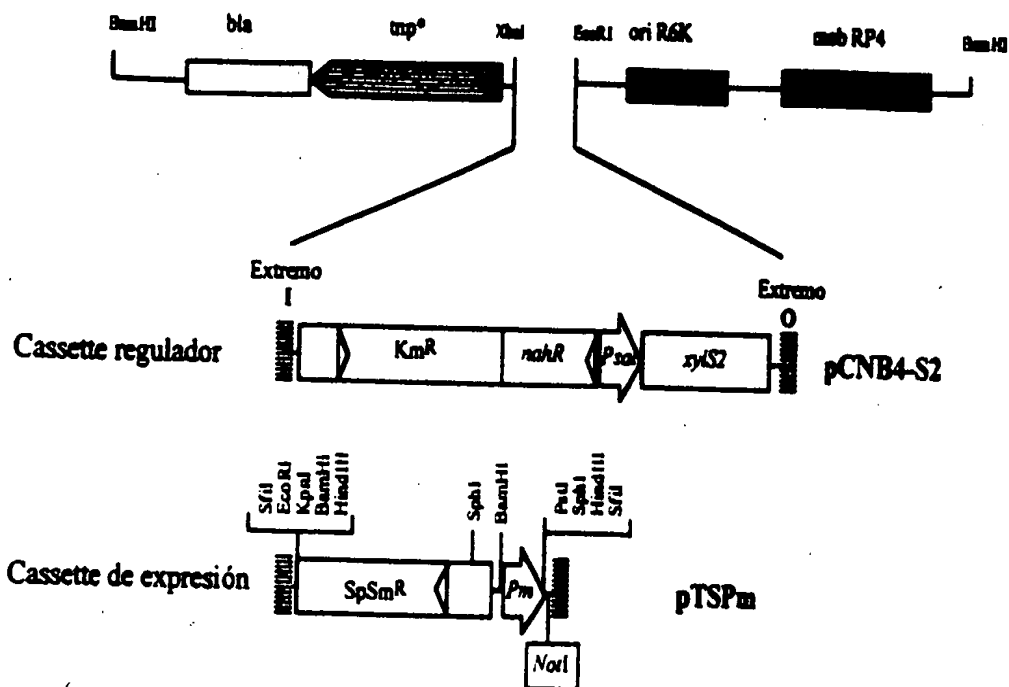 BamHI bla tnp* XbaI EcoRI ori R6K mob RP4 BamHI
Extremo
I
Extremo
O
Cassette regulador
KmR nahR Psal xylS2
pCNB4-S2
SfiI
EcoRI
KpnI
BamHI
HindIII
SphI
BamHI
PstI
SphI
HindIII
SfiI
Cassette de expresión
SpSmR Pm
pTSPm
NotI